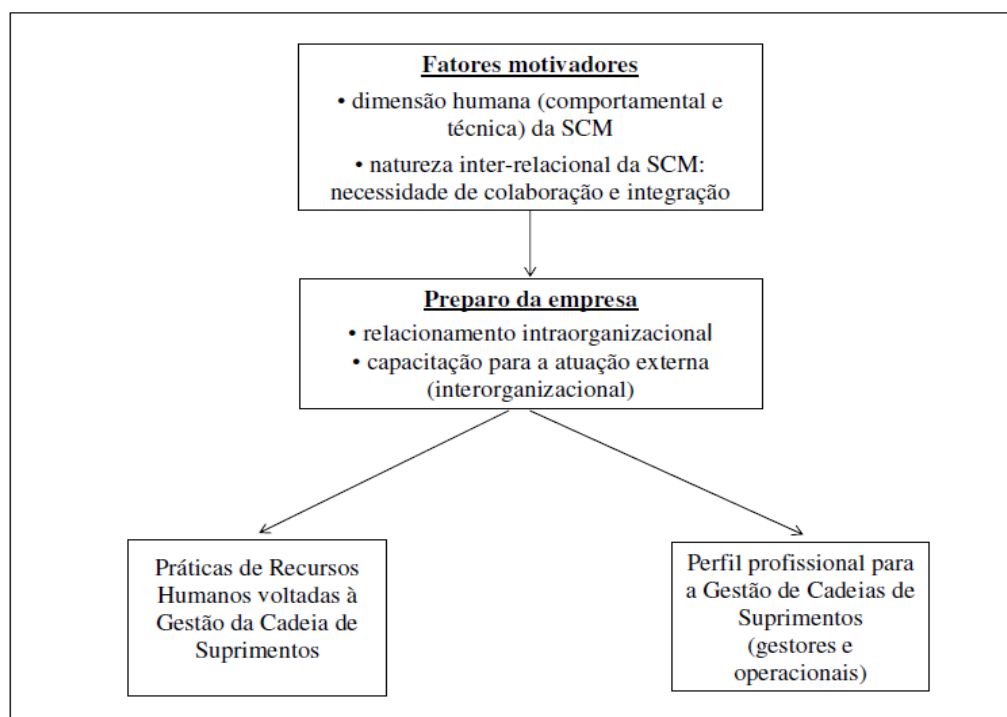 Fatores motivadores
• dimensão humana (comportamental e
técnica) da SCM
• natureza inter-relacional da SCM:
necessidade de colaboração e integração
Preparo da empresa
• relacionamento intraorganizacional
• capacitação para a atuação externa
(interorganizacional)
Práticas de Recursos
Humanos voltadas à
Gestão da Cadeia de
Suprimentos
Perfil profissional para
a Gestão de Cadeias de
Suprimentos
(gestores e
operacionais)